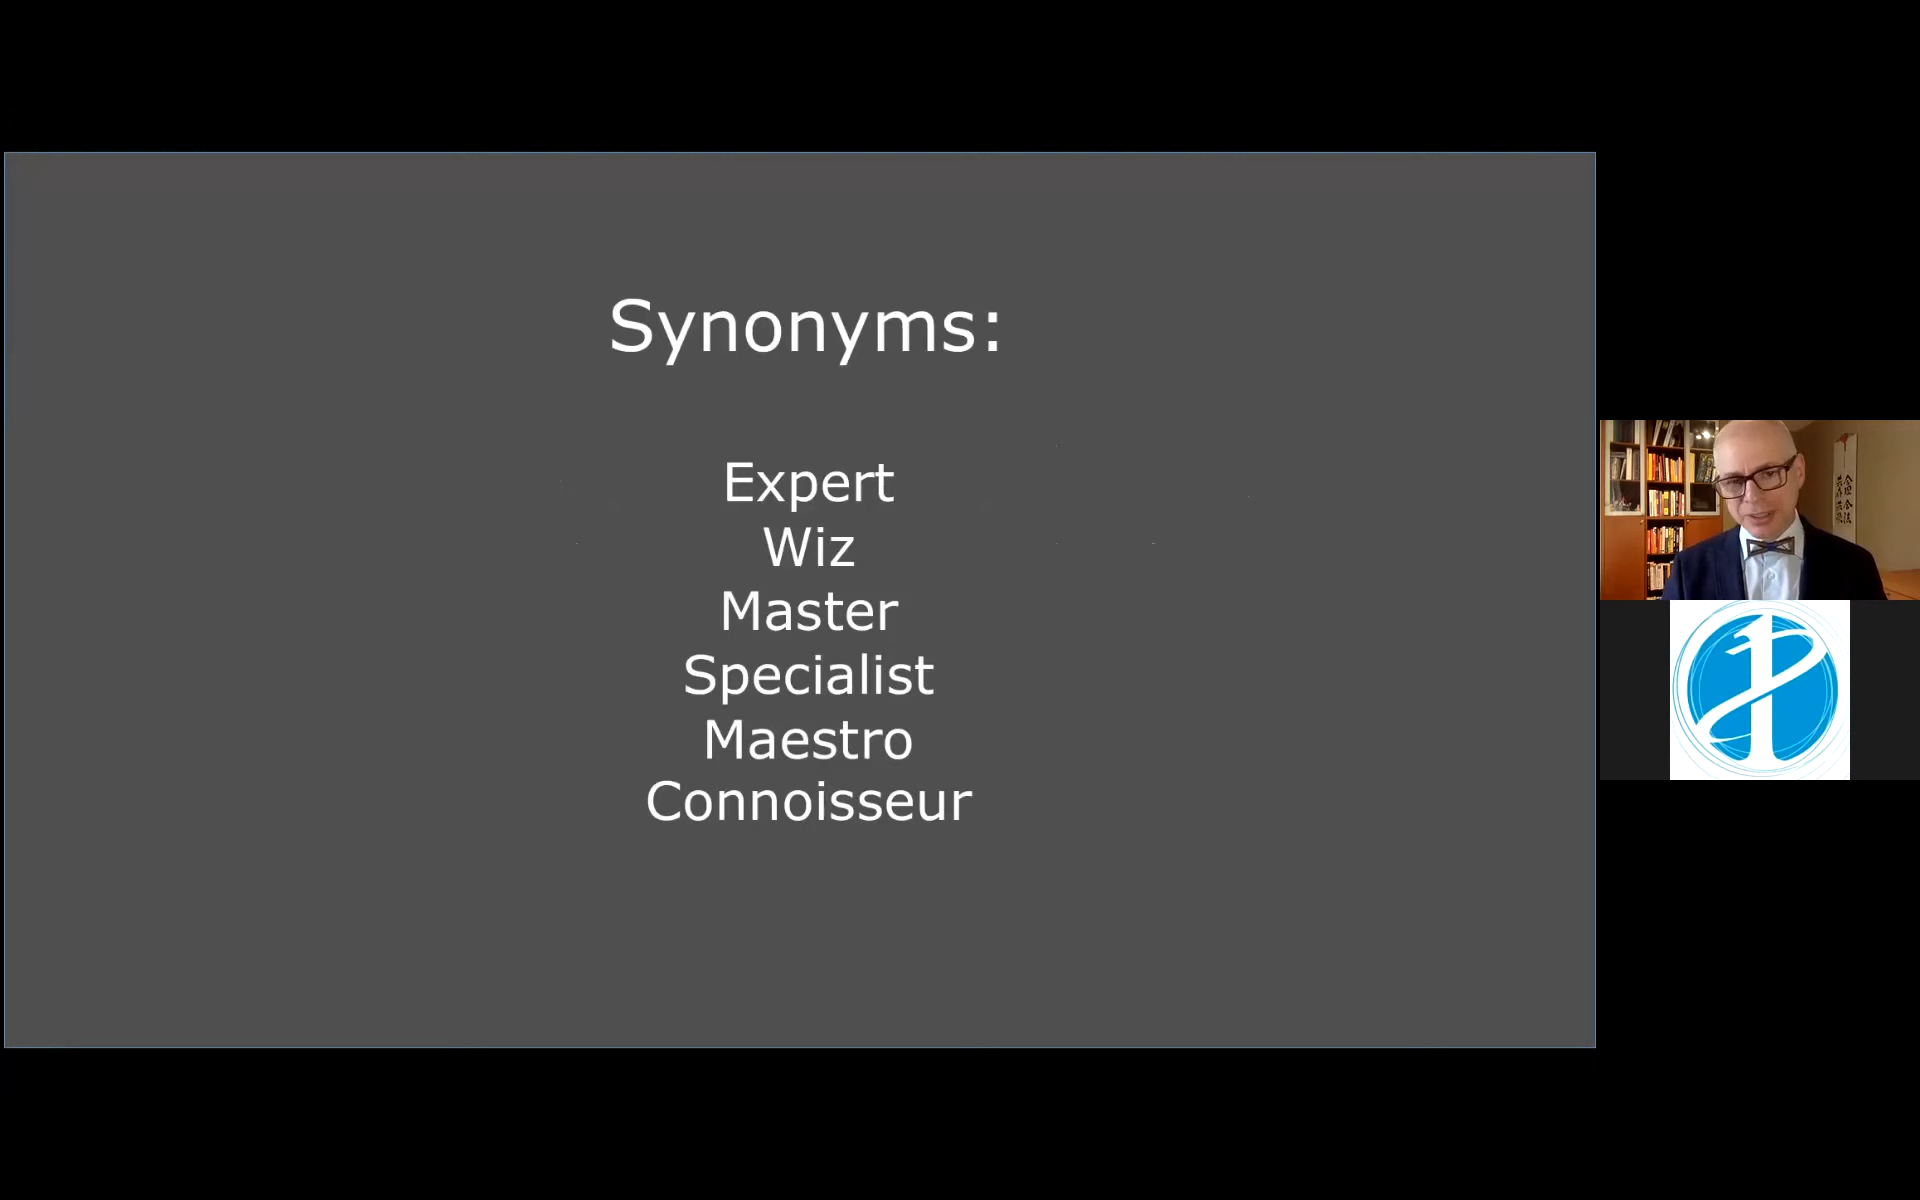 Synonyms:
Expert
Wiz
Master
Specialist
Maestro
Connoisseur